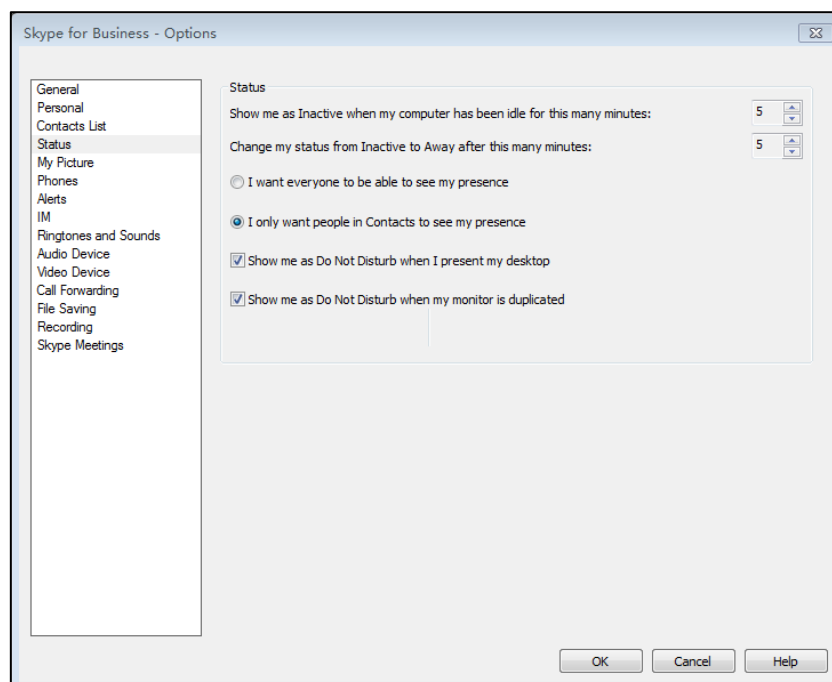 Skype for Business - Options
General
Personal
Contacts List
Status
My Picture
Phones
Alerts
IM
Ringtones and Sounds
Audio Device
Video Device
Call Forwarding
File Saving
Recording
Skype Meetings
Status
Show me as Inactive when my computer has been idle for this many minutes: 5
Change my status from Inactive to Away after this many minutes: 5
I want everyone to be able to see my presence
I only want people in Contacts to see my presence
Show me as Do Not Disturb when I present my desktop
Show me as Do Not Disturb when my monitor is duplicated
OK Cancel Help